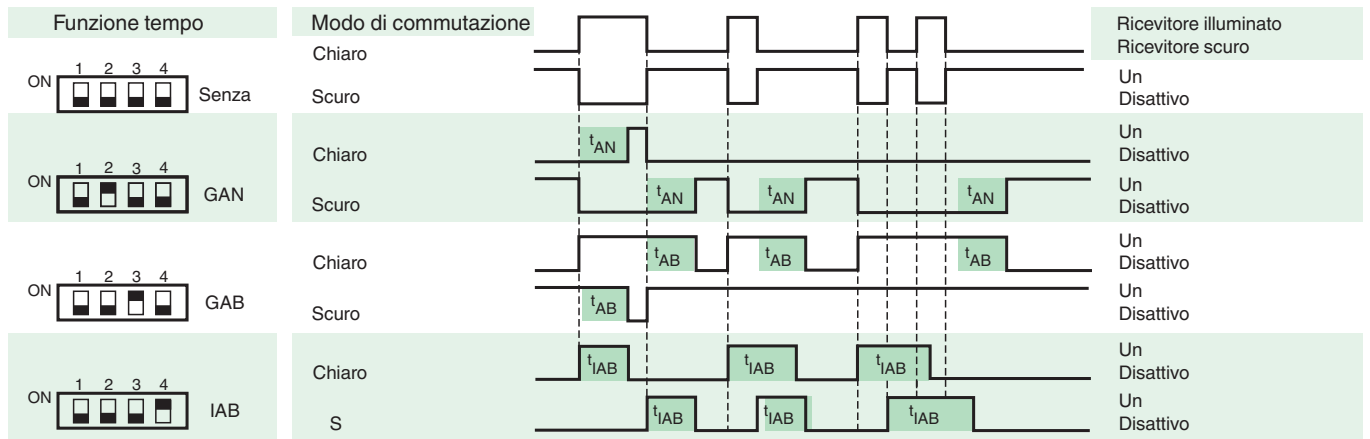 Funzione tempo
Modo di commutazione
Ricevitore illuminato
Ricevitore scuro
Chiaro
ON 1 2 3 4 Senza
Scuro
Un
Disattivo
Chiaro
tAN
Un
Disattivo
ON 1 2 3 4 GAN
Scuro
tAN tAN tAN
Un
Disattivo
Chiaro
tAB tAB tAB
Un
Disattivo
ON 1 2 3 4 GAB
Scuro
tAB
Un
Disattivo
Chiaro
tIAB tIAB tIAB
Un
Disattivo
ON 1 2 3 4 IAB
S
tIAB tIAB tIAB
Un
Disattivo